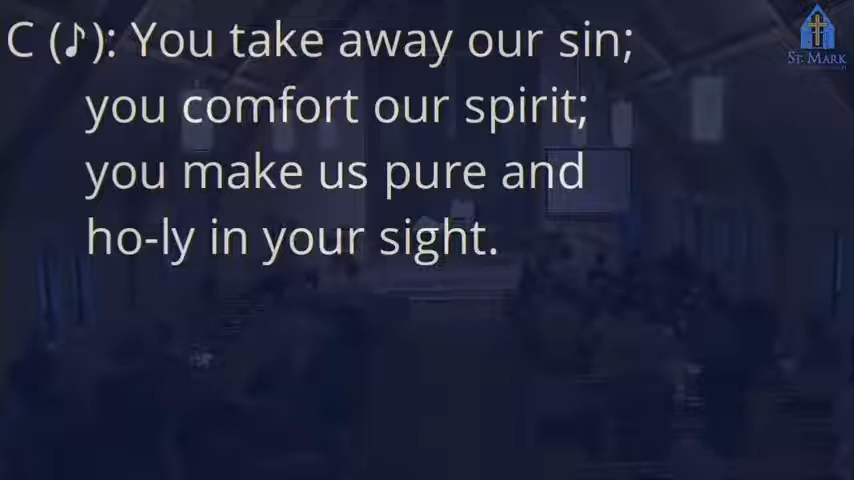 C (♪): You take away our sin;
you comfort our spirit;
you make us pure and
ho-ly in your sight.
ST. MARK